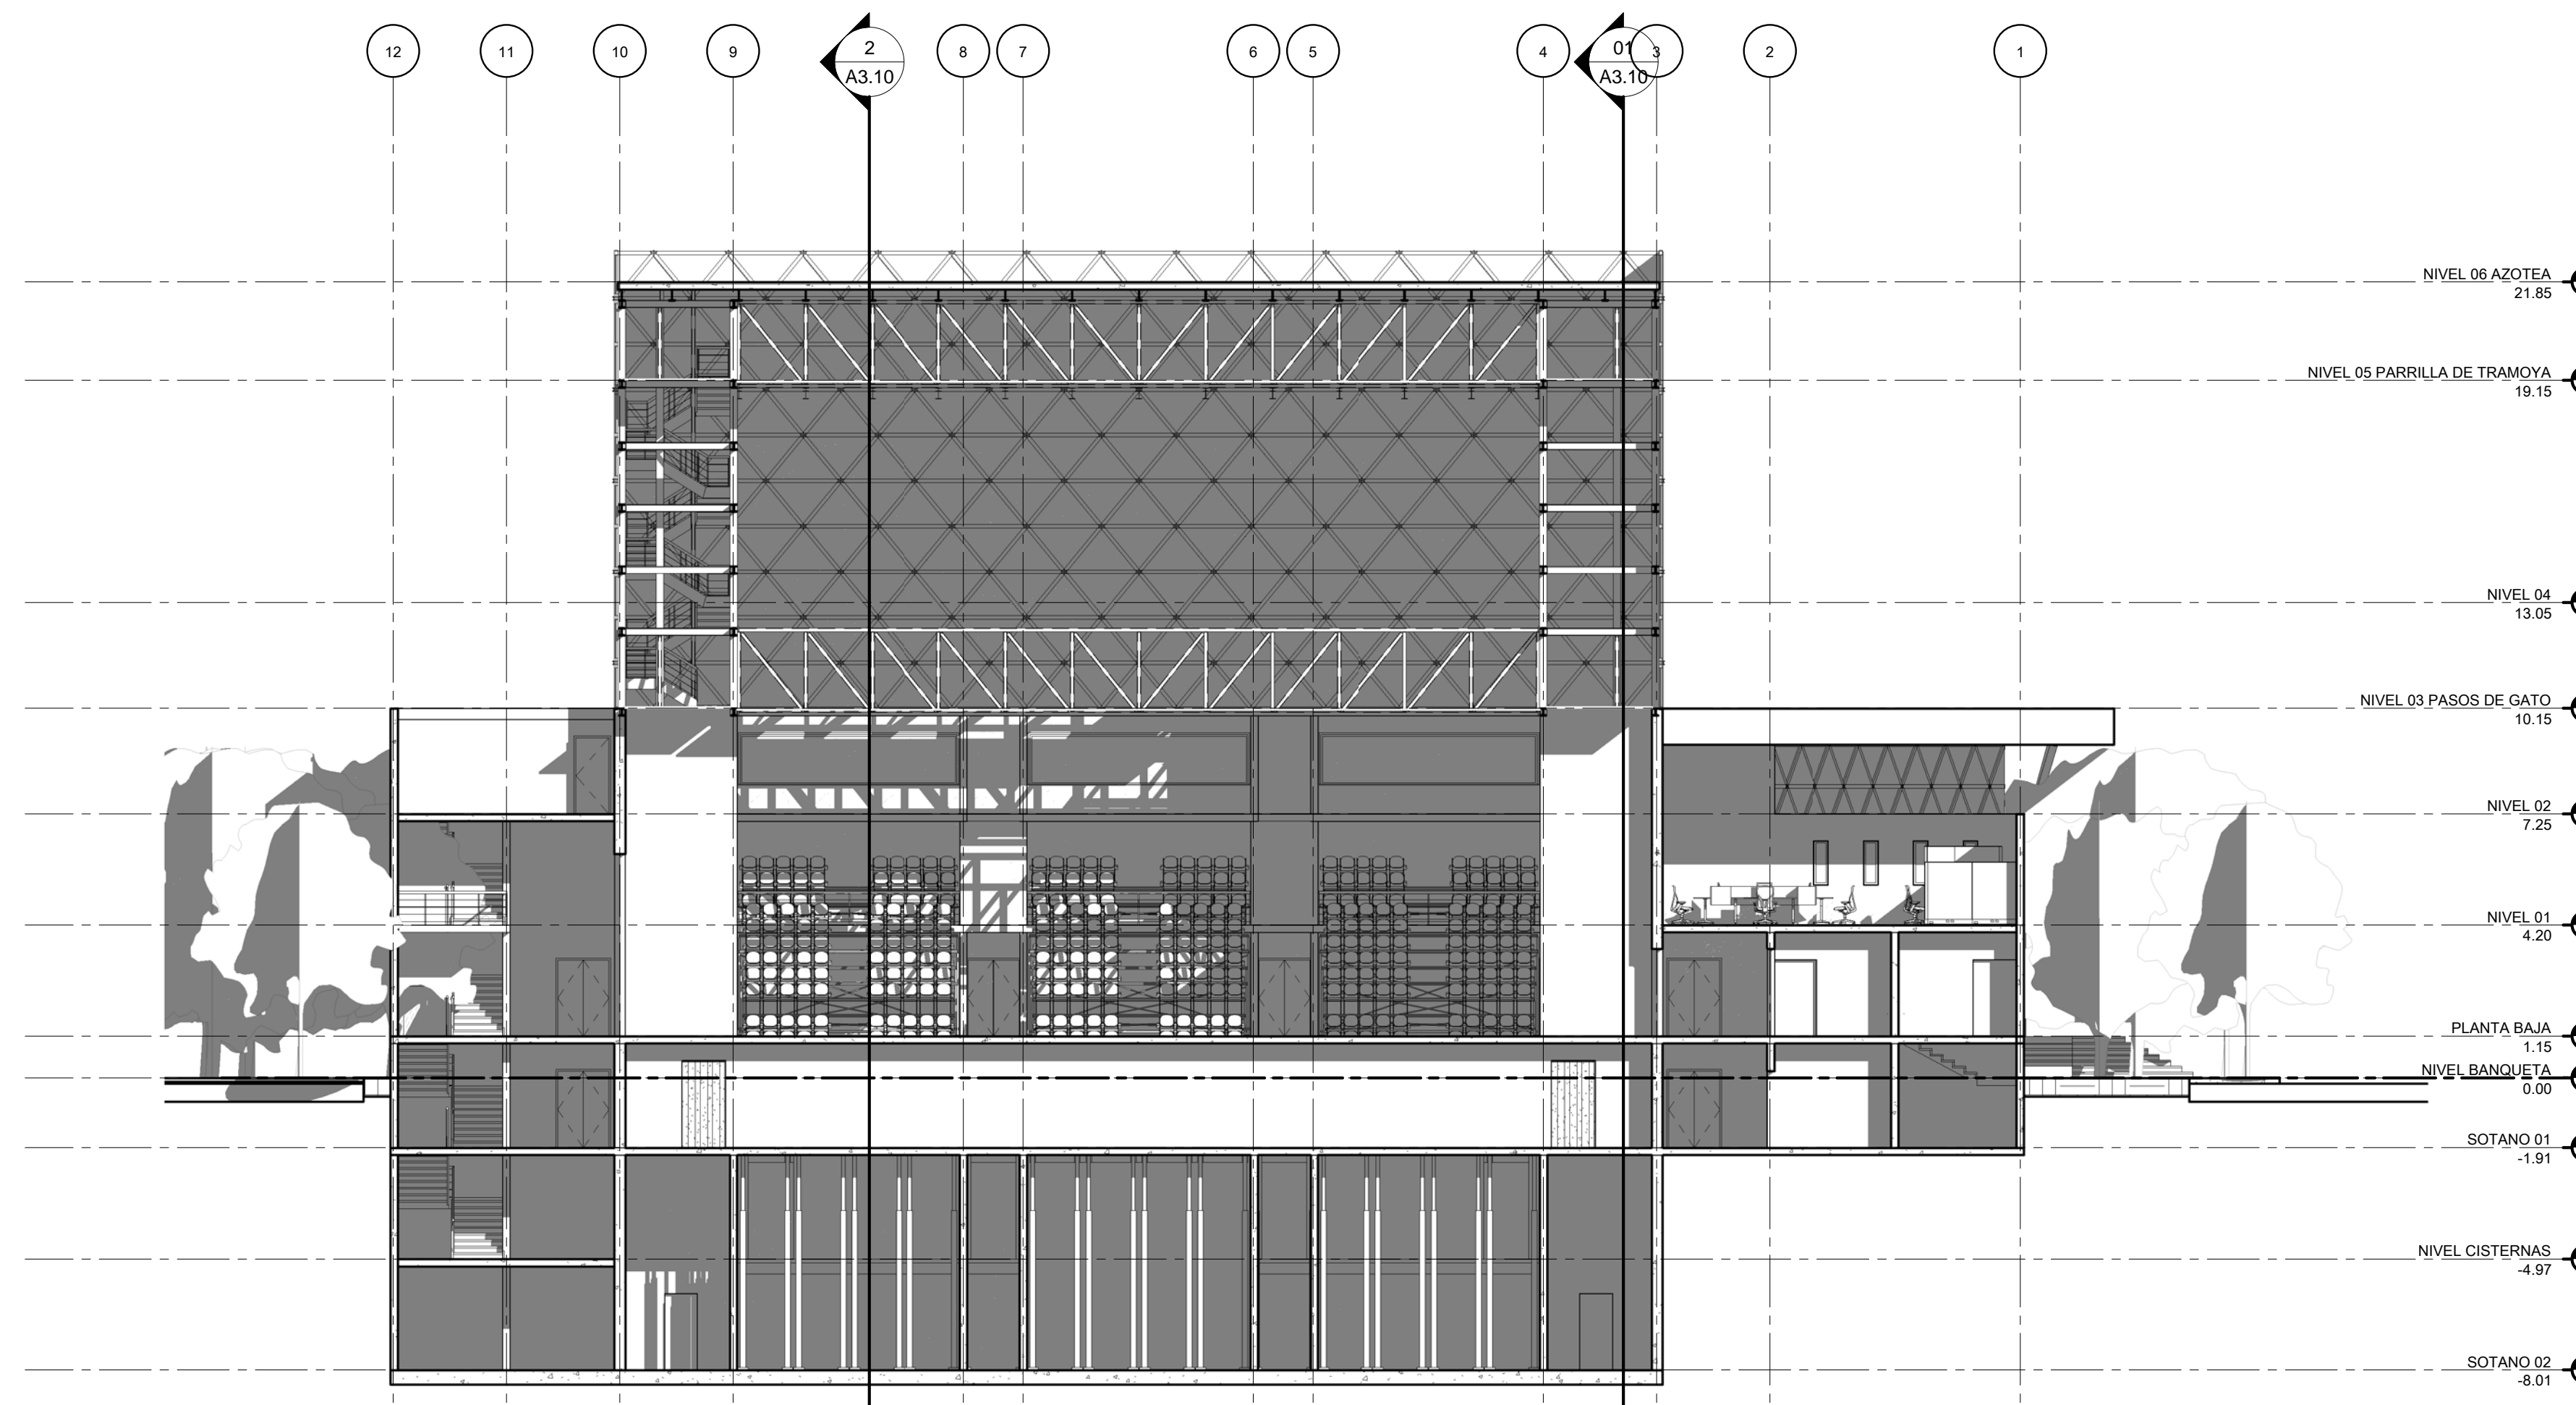 12
11
10
9
2
A3.10
8
7
6
5
4
01
A3.10
3
2
1
NIVEL 06 AZOTEA
21.85
NIVEL 05 PARRILLA DE TRAMOYA
19.15
NIVEL 04
13.05
NIVEL 03 PASOS DE GATO
10.15
NIVEL 02
7.25
NIVEL 01
4.20
PLANTA BAJA
1.15
NIVEL BANQUETA
0.00
SOTANO 01
-1.91
NIVEL CISTERNAS
-4.97
SOTANO 02
-8.01